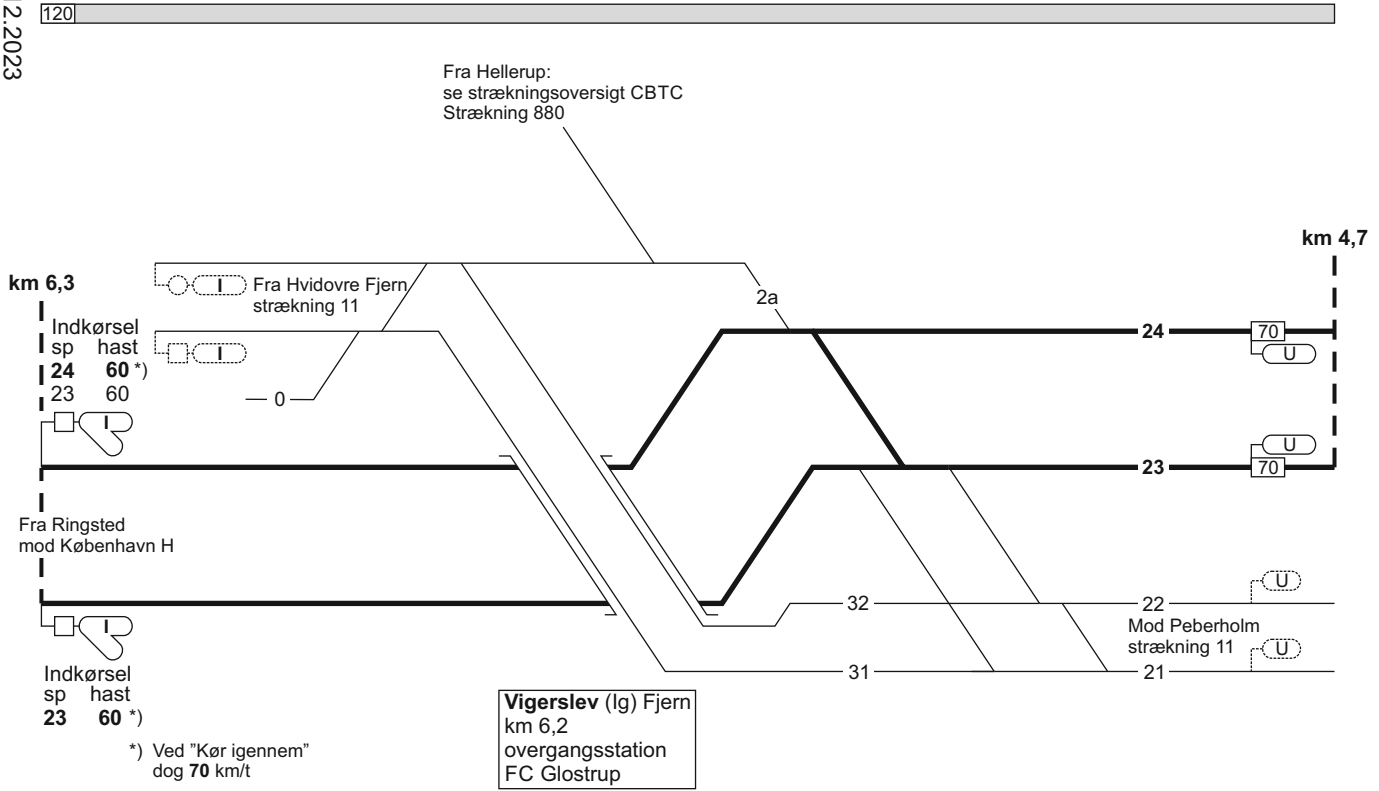 12.2023
120
Fra Hellerup:
se strækningsoversigt CBTC
Strækning 880
km 4,7
km 6,3
I
Fra Hvidovre Fjern
strækning 11
2a
Indkørsel
sp hast
24 60 *)
23 60
I
0
24
70
U
I
U
23
70
Fra Ringsted
mod København H
32
22
U
Mod Peberholm
strækning 11
U
I
31
21
Indkørsel
sp hast
23 60 *)
*) Ved "Kør igennem"
dog 70 km/t
Vigerslev (Ig) Fjern
km 6,2
overgangsstation
FC Glostrup